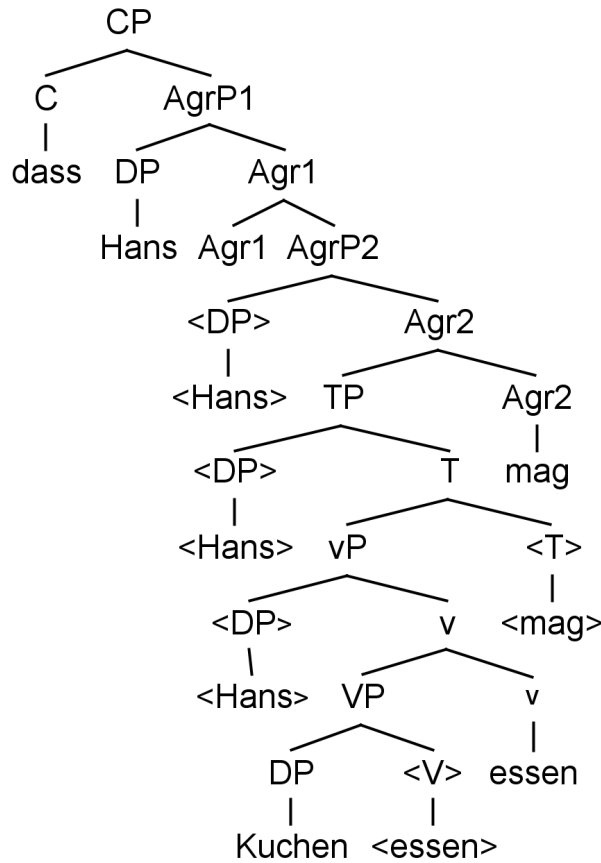 CP
C AgrP1
dass DP Agr1
Hans Agr1 AgrP2
<DP> Agr2
<Hans> TP Agr2
<DP> T mag
<Hans> vP <T>
<DP> v <mag>
<Hans> VP v
DP <V> essen
Kuchen <essen>